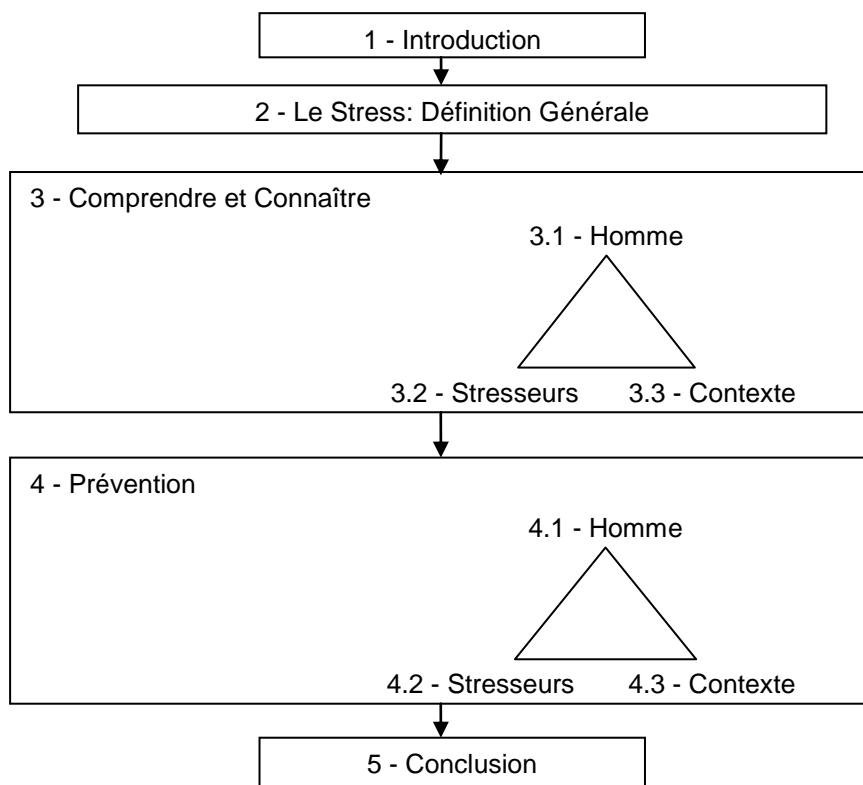 1 - Introduction
2 - Le Stress: Définition Générale
3 - Comprendre et Connaître
3.1 - Homme
3.2 - Stresseurs
3.3 - Contexte
4 - Prévention
4.1 - Homme
4.2 - Stresseurs
4.3 - Contexte
5 - Conclusion